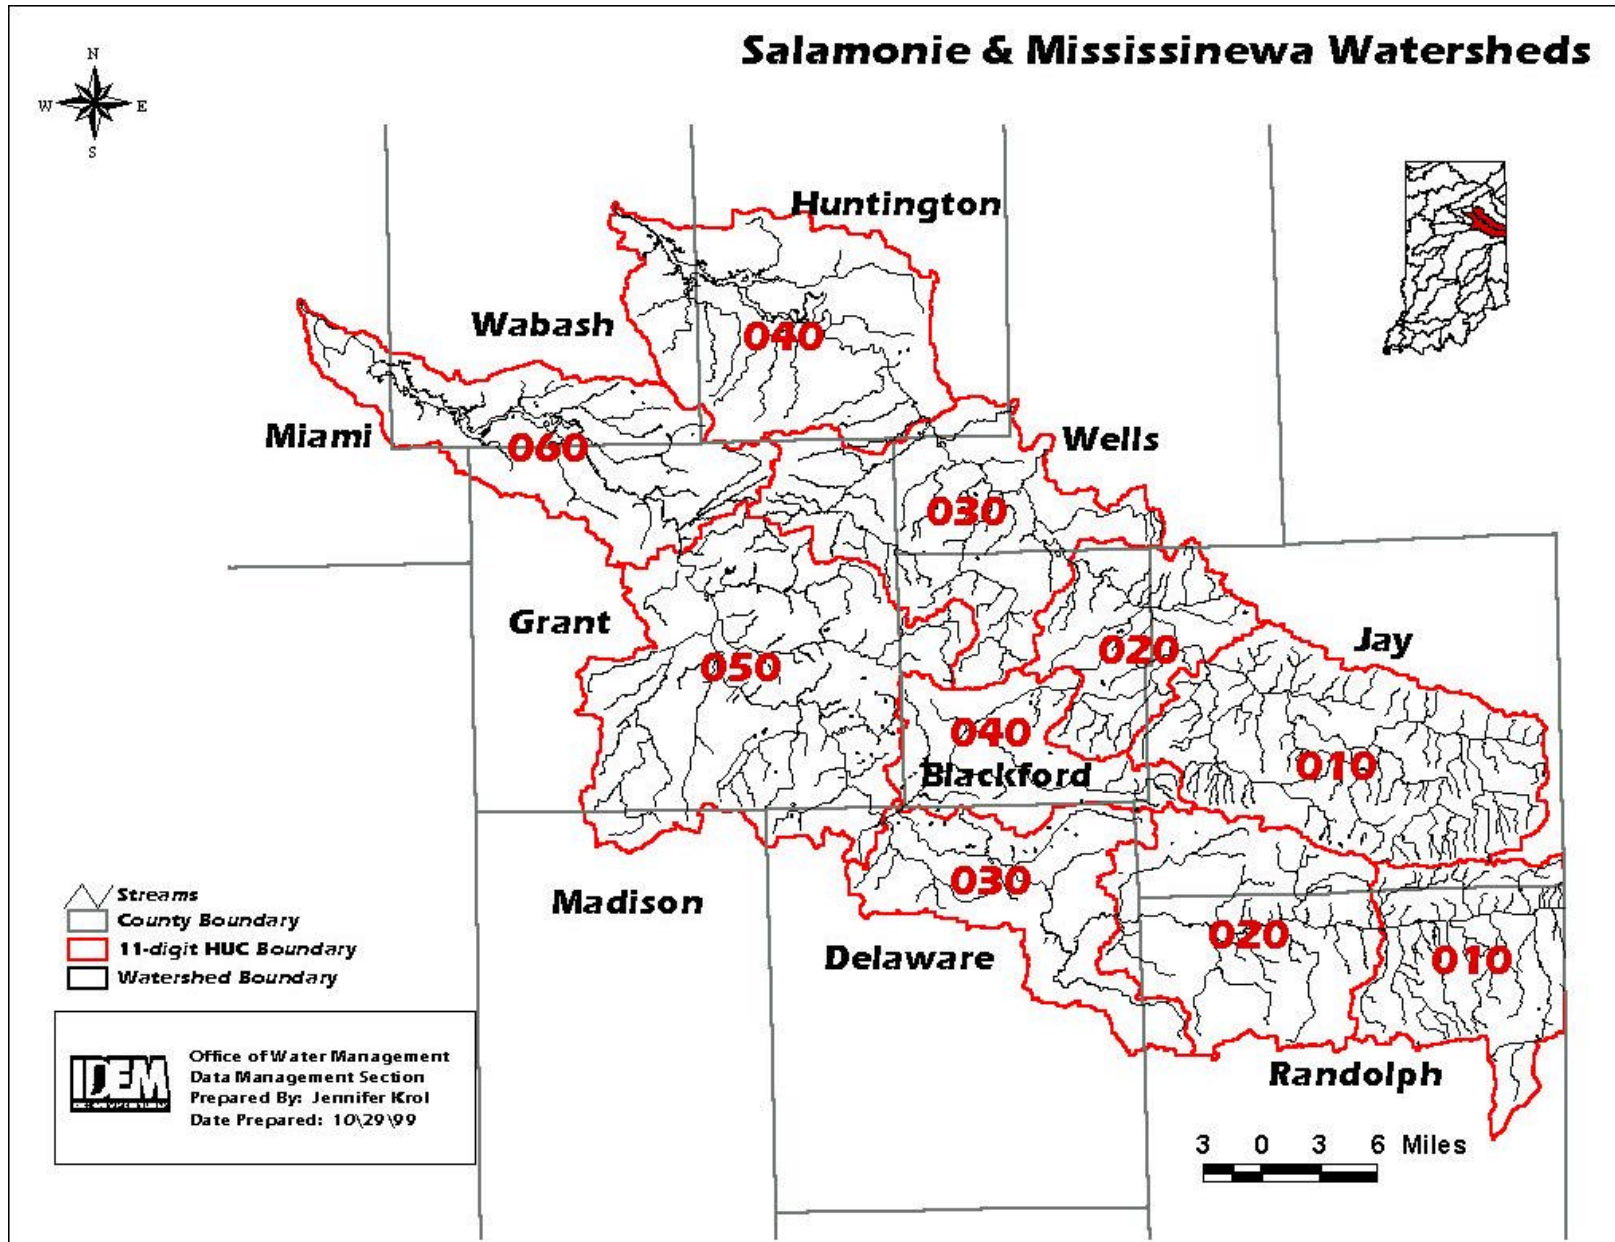 Salamonie & Mississinewa Watersheds
N
W E
S
Huntington
Wabash
040
Miami
060
Wells
030
Grant
050
020
Jay
040
Blackford
010
030
Madison
Delaware
020
010
Randolph
Streams
County Boundary
11-digit HUC Boundary
Watershed Boundary
IDEM
Office of Water Management
Data Management Section
Prepared By: Jennifer Krol
Date Prepared: 10\29\99
3 0 3 6 Miles